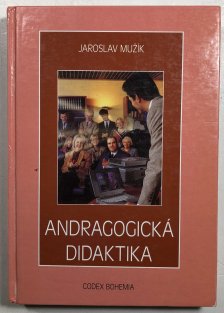 JAROSLAV MUŽÍK
ANDRAGOGICKÁ
DIDAKTIKA
CODEX BOHEMIA